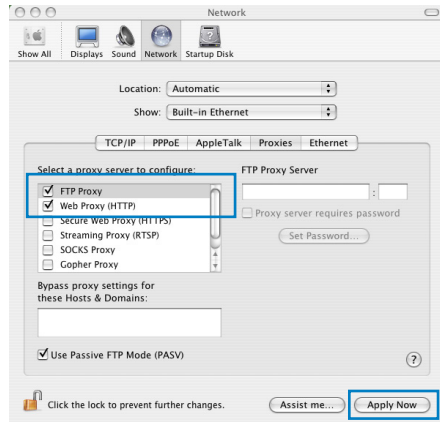 Network
Show All Displays Sound Network Startup Disk
Location: Automatic
Show: Built-in Ethernet
TCP/IP PPPoE AppleTalk Proxies Ethernet
Select a proxy server to configure: FTP Proxy Server
FTP Proxy :
Web Proxy (HTTP) Proxy server requires password
Secure Web Proxy (HTTPS)
Streaming Proxy (RTSP) Set Password...
SOCKS Proxy
Gopher Proxy
Bypass proxy settings for
these Hosts & Domains:
Use Passive FTP Mode (PASV) ?
Click the lock to prevent further changes. Assist me... Apply Now